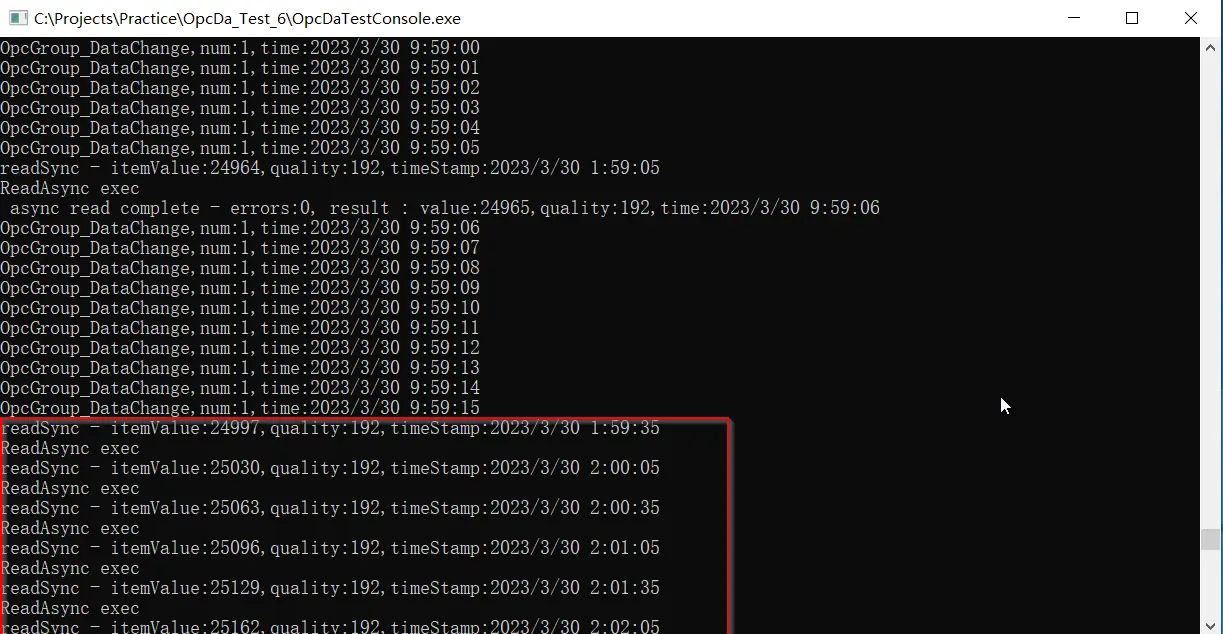 C:\Projects\Practice\OpcDa_Test_6\OpcDaTestConsole.exe
OpcGroup_DataChange,num:1,time:2023/3/30 9:59:00
OpcGroup_DataChange,num:1,time:2023/3/30 9:59:01
OpcGroup_DataChange,num:1,time:2023/3/30 9:59:02
OpcGroup_DataChange,num:1,time:2023/3/30 9:59:03
OpcGroup_DataChange,num:1,time:2023/3/30 9:59:04
OpcGroup_DataChange,num:1,time:2023/3/30 9:59:05
readSync - itemValue:24964,quality:192,timeStamp:2023/3/30 1:59:05
ReadAsync exec
 async read complete - errors:0, result : value:24965,quality:192,time:2023/3/30 9:59:06
OpcGroup_DataChange,num:1,time:2023/3/30 9:59:06
OpcGroup_DataChange,num:1,time:2023/3/30 9:59:07
OpcGroup_DataChange,num:1,time:2023/3/30 9:59:08
OpcGroup_DataChange,num:1,time:2023/3/30 9:59:09
OpcGroup_DataChange,num:1,time:2023/3/30 9:59:10
OpcGroup_DataChange,num:1,time:2023/3/30 9:59:11
OpcGroup_DataChange,num:1,time:2023/3/30 9:59:12
OpcGroup_DataChange,num:1,time:2023/3/30 9:59:13
OpcGroup_DataChange,num:1,time:2023/3/30 9:59:14
OpcGroup_DataChange,num:1,time:2023/3/30 9:59:15
readSync - itemValue:24997,quality:192,timeStamp:2023/3/30 1:59:35
ReadAsync exec
readSync - itemValue:25030,quality:192,timeStamp:2023/3/30 2:00:05
ReadAsync exec
readSync - itemValue:25063,quality:192,timeStamp:2023/3/30 2:00:35
ReadAsync exec
readSync - itemValue:25096,quality:192,timeStamp:2023/3/30 2:01:05
ReadAsync exec
readSync - itemValue:25129,quality:192,timeStamp:2023/3/30 2:01:35
ReadAsync exec
readSync - itemValue:25162,quality:192,timeStamp:2023/3/30 2:02:05